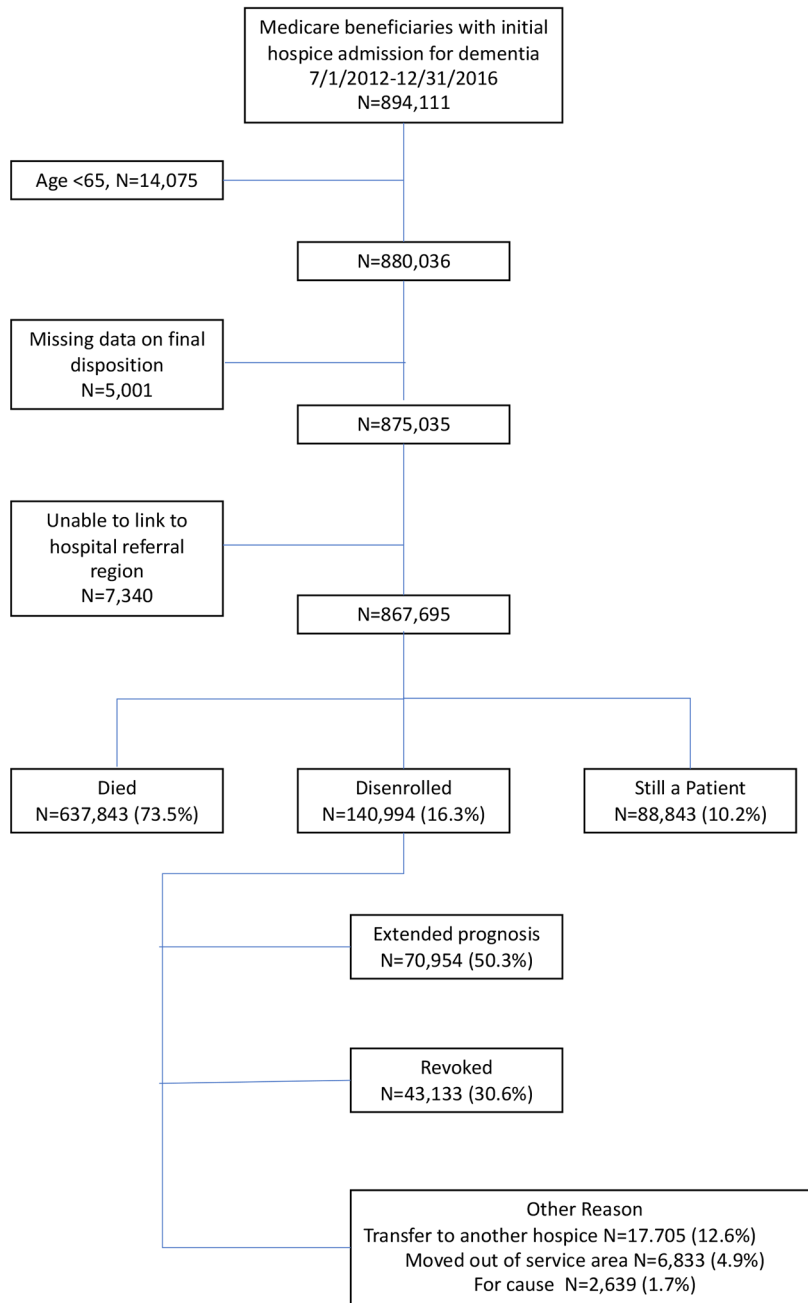 Medicare beneficiaries with initial
hospice admission for dementia
7/1/2012-12/31/2016
N=894,111
Age <65, N=14,075
N=880,036
Missing data on final
disposition
N=5,001
N=875,035
Unable to link to
hospital referral
region
N=7,340
N=867,695
Died
N=637,843 (73.5%)
Disenrolled
N=140,994 (16.3%)
Still a Patient
N=88,843 (10.2%)
Extended prognosis
N=70,954 (50.3%)
Revoked
N=43,133 (30.6%)
Other Reason
Transfer to another hospice N=17.705 (12.6%)
Moved out of service area N=6,833 (4.9%)
For cause N=2,639 (1.7%)